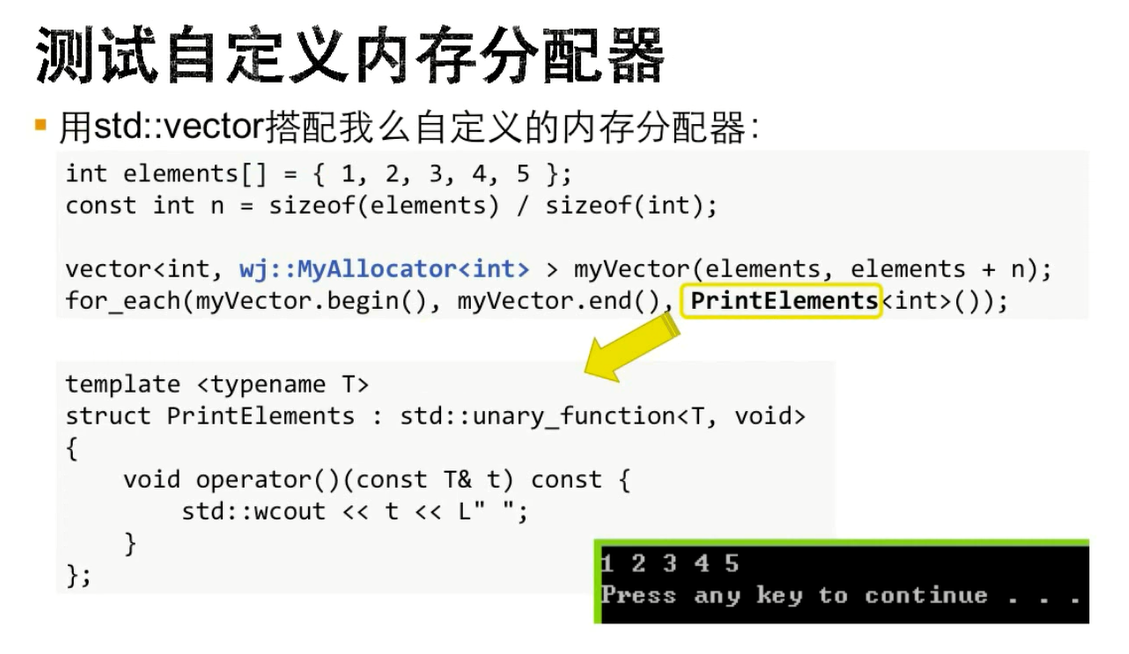 测试自定义内存分配器
用std::vector搭配我么自定义的内存分配器：
int elements[] = { 1, 2, 3, 4, 5 };
const int n = sizeof(elements) / sizeof(int);
vector<int, wj::MyAllocator<int> > myVector(elements, elements + n);
for_each(myVector.begin(), myVector.end(), PrintElements<int>());
template <typename T>
struct PrintElements : std::unary_function<T, void>
{
    void operator()(const T& t) const {
        std::wcout << t << L" ";
    }
};
1 2 3 4 5
Press any key to continue . . .